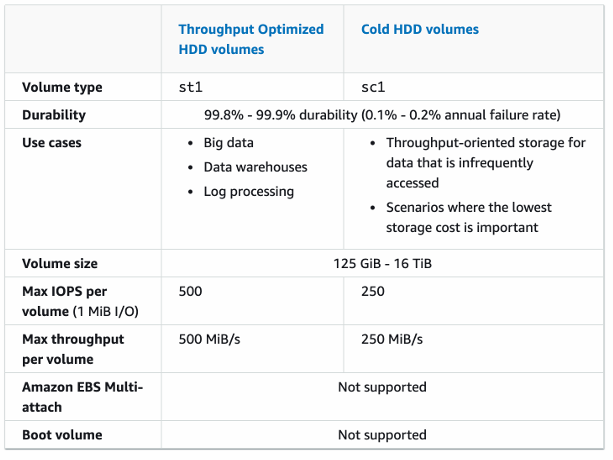 Throughput Optimized Cold HDD volumes
HDD volumes
Volume type st1 sc1
Durability 99.8% - 99.9% durability (0.1% - 0.2% annual failure rate)
Use cases • Big data • Throughput-oriented storage for
• Data warehouses data that is infrequently
• Log processing accessed
• Scenarios where the lowest
storage cost is important
Volume size 125 GiB - 16 TiB
Max IOPS per 500 250
volume (1 MiB I/O)
Max throughput 500 MiB/s 250 MiB/s
per volume
Amazon EBS Multi- Not supported
attach
Boot volume Not supported